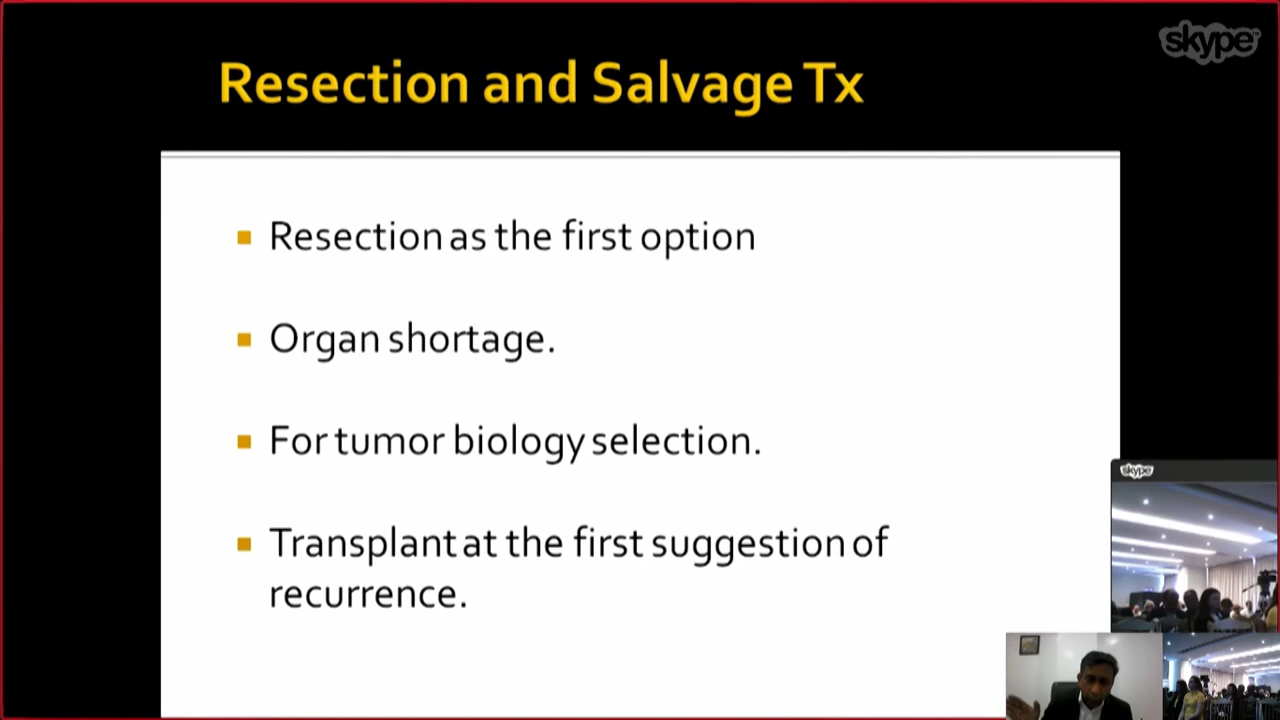 skype
Resection and Salvage Tx
Resection as the first option
Organ shortage.
For tumor biology selection.
Transplant at the first suggestion of
recurrence.
skype